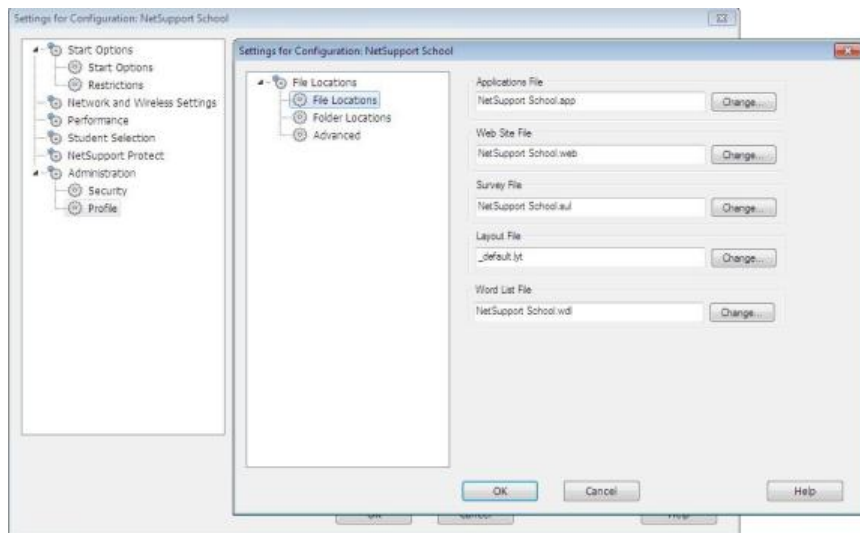 Settings for Configuration: NetSupport School
Start Options
Start Options
Restrictions
Network and Wireless Settings
Performance
Student Selection
NetSupport Protect
Administration
Security
Profile
Settings for Configuration: NetSupport School
File Locations
File Locations
Folder Locations
Advanced
Applications File
NetSupport School.app
Change...
Web Site File
NetSupport School.web
Change...
Survey File
NetSupport School.aul
Change...
Layout File
_default.lyt
Change...
Word List File
NetSupport School.wdl
Change...
OK Cancel Help